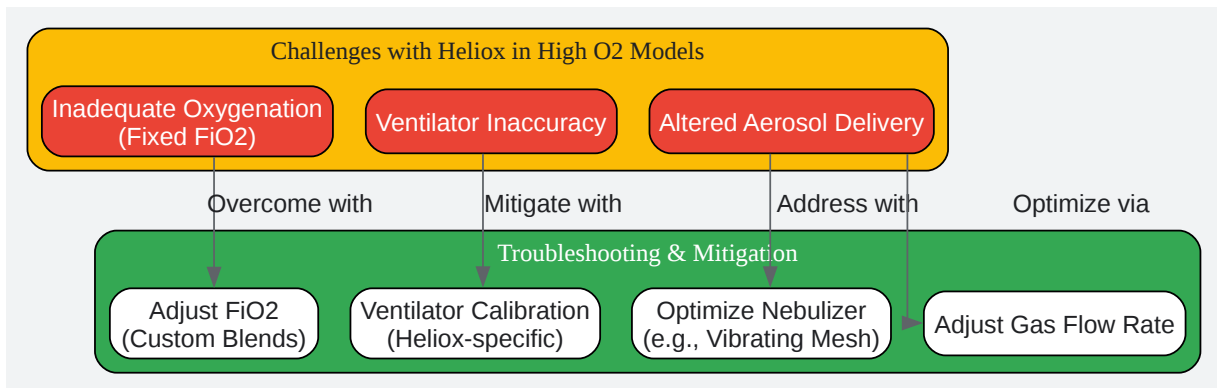 Challenges with Heliox in High O2 Models
Inadequate Oxygenation
(Fixed FiO2)
Ventilator Inaccuracy
Altered Aerosol Delivery
Overcome with
Mitigate with
Address with
Optimize via
Troubleshooting & Mitigation
Adjust FiO2
(Custom Blends)
Ventilator Calibration
(Heliox-specific)
Optimize Nebulizer
(e.g., Vibrating Mesh)
Adjust Gas Flow Rate